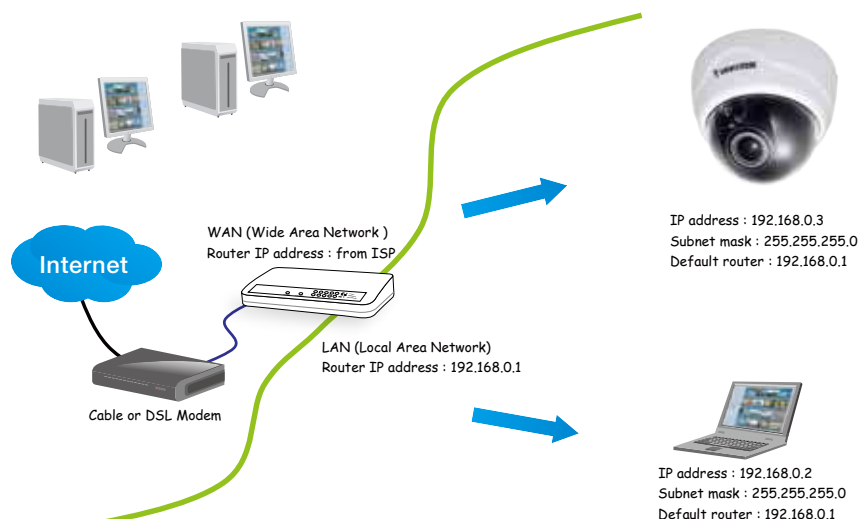 WAN (Wide Area Network )
Router IP address : from ISP
Internet
LAN (Local Area Network)
Router IP address : 192.168.0.1
Cable or DSL Modem
IP address : 192.168.0.3
Subnet mask : 255.255.255.0
Default router : 192.168.0.1
IP address : 192.168.0.2
Subnet mask : 255.255.255.0
Default router : 192.168.0.1